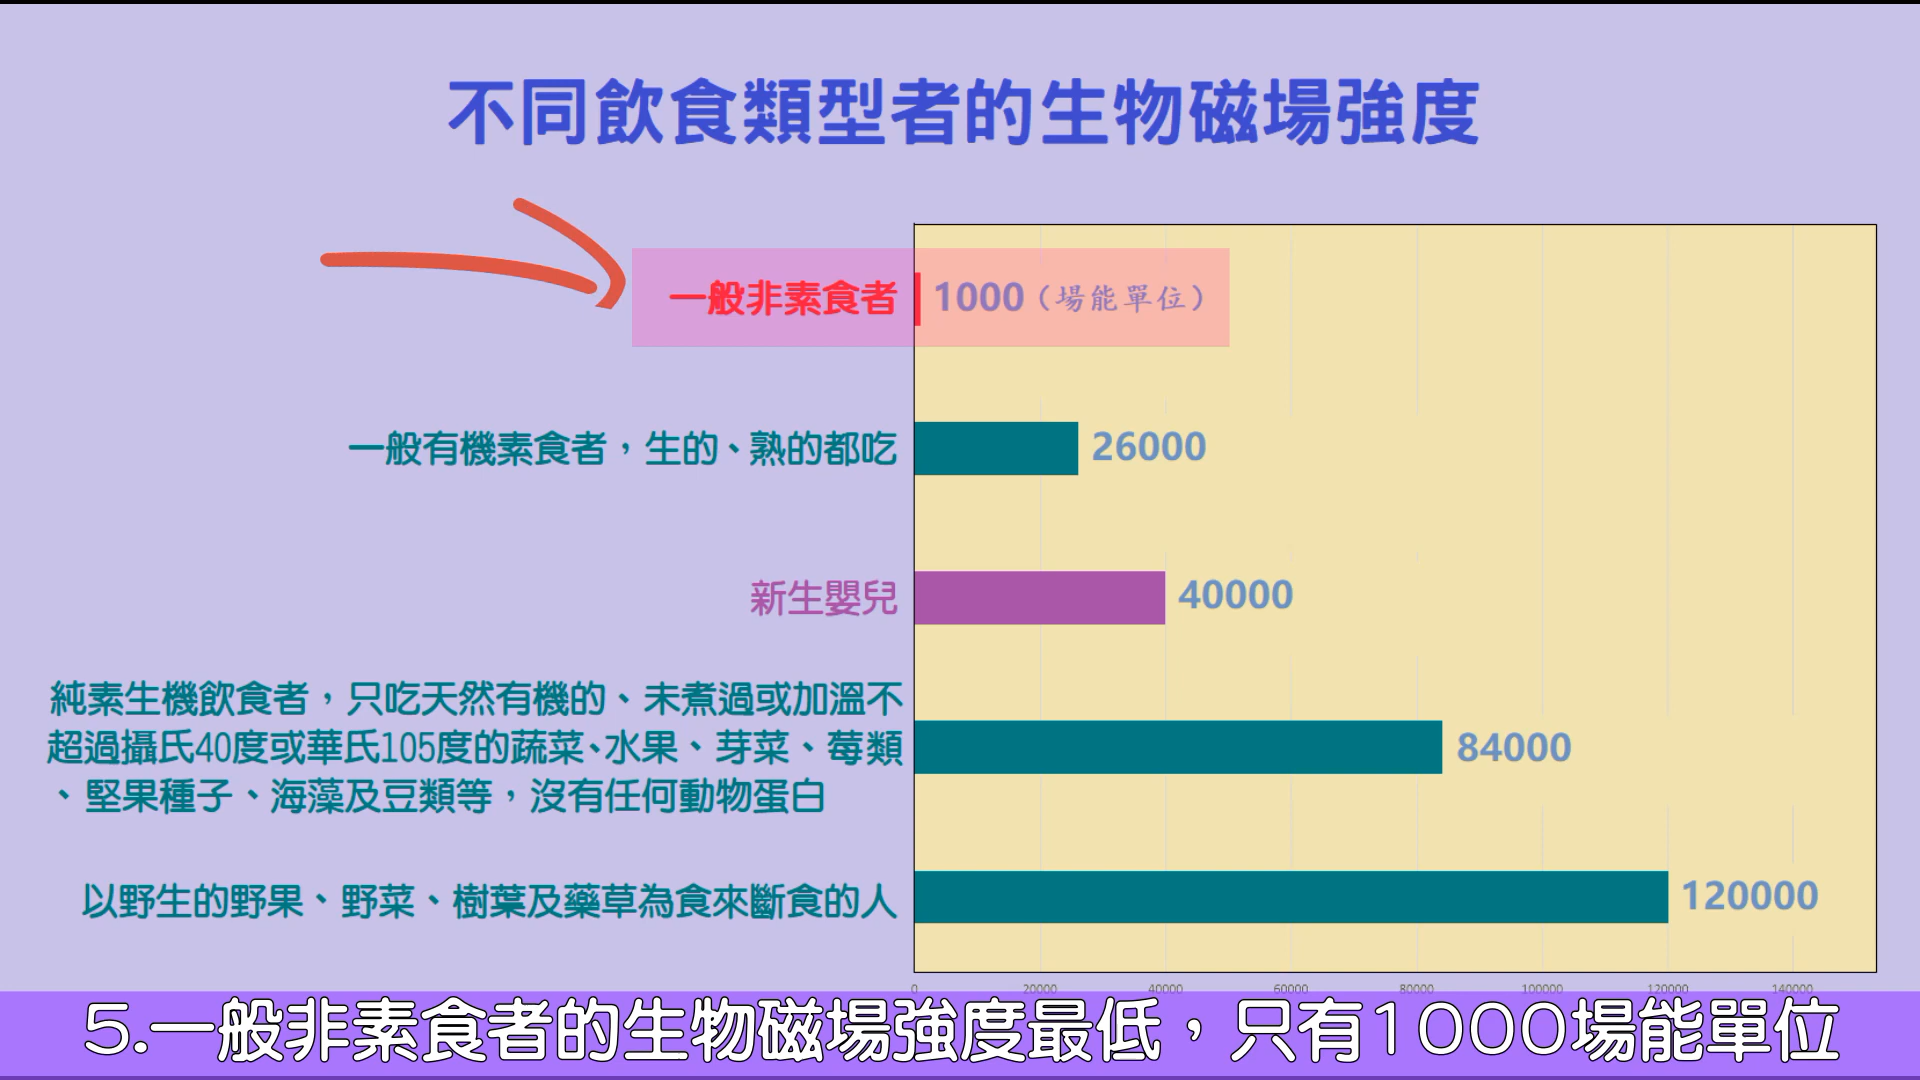 不同飲食類型者的生物磁場強度
一般非素食者 1000（場能單位）
一般有機素食者，生的、熟的都吃 26000
新生嬰兒 40000
純素生機飲食者，只吃天然有機的、未煮過或加溫不
超過攝氏40度或華氏105度的蔬菜、水果、芽菜、莓類
、堅果種子、海藻及豆類等，沒有任何動物蛋白
84000
以野生的野果、野菜、樹葉及藥草為食來斷食的人 120000
0 20000 40000 60000 80000 100000 120000 140000
5.一般非素食者的生物磁場強度最低，只有1000場能單位